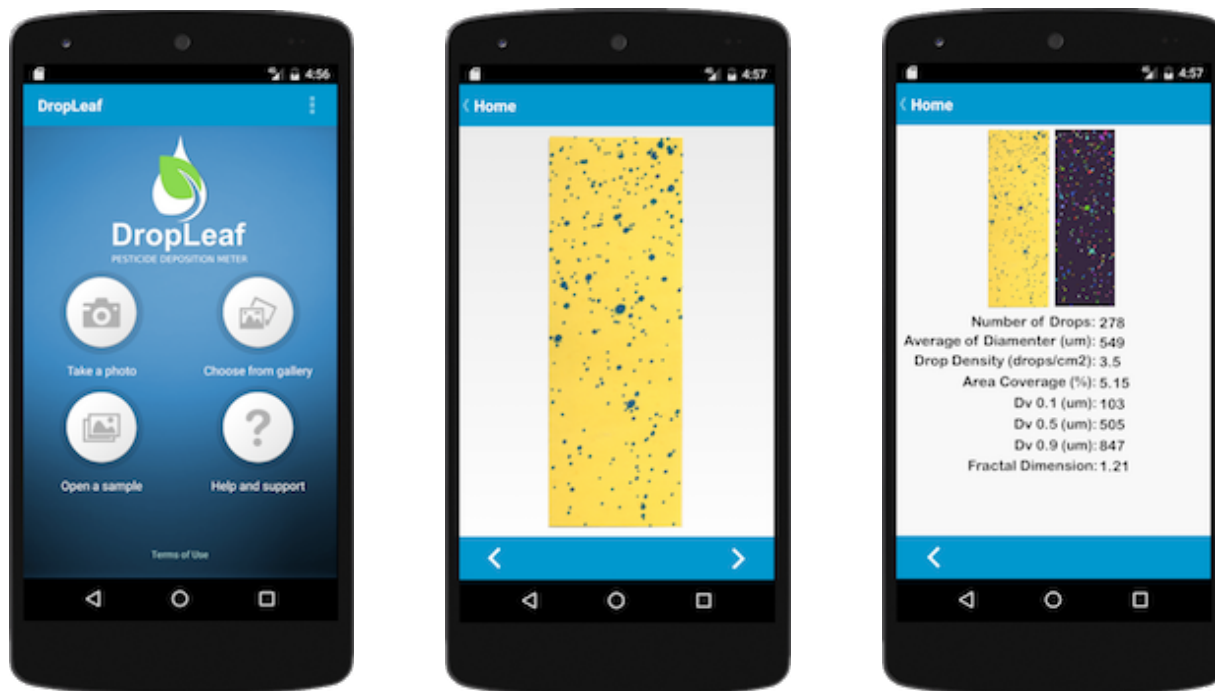 4:56
DropLeaf
DropLeaf
PESTICIDE DEPOSITION METER
Take a photo
Choose from gallery
Open a sample
Help and support
Terms of Use
4:57
Home
4:57
Home
Number of Drops: 278
Average of Diamenter (um): 549
Drop Density (drops/cm2): 3.5
Area Coverage (%): 5.15
Dv 0.1 (um): 103
Dv 0.5 (um): 505
Dv 0.9 (um): 847
Fractal Dimension: 1.21